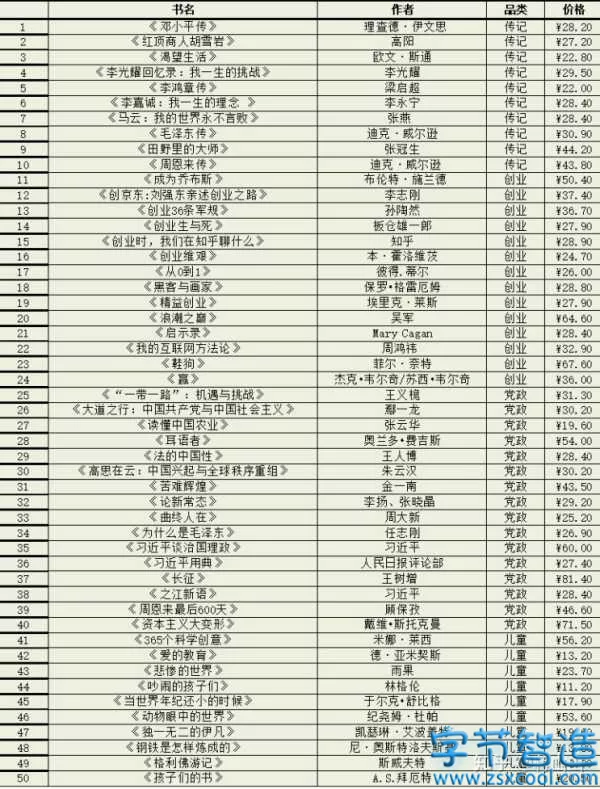 书名 作者 品类 价格
1 《邓小平传》 理查德·伊文思 传记 ¥28.20
2 《红顶商人胡雪岩》 高阳 传记 ¥27.20
3 《渴望生活》 欧文·斯通 传记 ¥22.80
4 《李光耀回忆录：我一生的挑战》 李光耀 传记 ¥29.50
5 《李鸿章传》 梁启超 传记 ¥22.00
6 《李嘉诚：我一生的理念 》 李永宁 传记 ¥28.40
7 《马云：我的世界永不言败》 张燕 传记 ¥28.40
8 《毛泽东传》 迪克·威尔逊 传记 ¥30.90
9 《田野里的大师》 张冠生 传记 ¥44.20
10 《周恩来传》 迪克·威尔逊 传记 ¥43.80
11 《成为乔布斯》 布伦特·施兰德 创业 ¥50.40
12 《创京东:刘强东亲述创业之路》 李志刚 创业 ¥37.40
13 《创业36条军规》 孙陶然 创业 ¥36.70
14 《创业生与死》 板仓雄一郎 创业 ¥27.90
15 《创业时，我们在知乎聊什么》 知乎 创业 ¥28.90
16 《创业维艰》 本·霍洛维茨 创业 ¥24.70
17 《从0到1》 彼得.蒂尔 创业 ¥26.00
18 《黑客与画家》 保罗·格雷厄姆 创业 ¥28.80
19 《精益创业》 埃里克·莱斯 创业 ¥27.90
20 《浪潮之巅》 吴军 创业 ¥64.60
21 《启示录》 Mary Cagan 创业 ¥28.40
22 《我的互联网方法论》 周鸿祎 创业 ¥32.90
23 《鞋狗》 菲尔·奈特 创业 ¥67.60
24 《赢》 杰克·韦尔奇/苏西·韦尔奇 创业 ¥36.00
25 《“一带一路”：机遇与挑战》 王义桅 党政 ¥31.30
26 《大道之行：中国共产党与中国社会主义》 鄢一龙 党政 ¥30.20
27 《读懂中国农业》 张云华 党政 ¥19.60
28 《耳语者》 奥兰多·费吉斯 党政 ¥54.00
29 《法的中国性》 王人博 党政 ¥28.40
30 《高思在云：中国兴起与全球秩序重组》 朱云汉 党政 ¥30.20
31 《苦难辉煌》 金一南 党政 ¥43.50
32 《论新常态》 李扬、张晓晶 党政 ¥29.20
33 《曲终人在》 周大新 党政 ¥25.20
34 《为什么是毛泽东》 任志刚 党政 ¥26.90
35 《习近平谈治国理政》 习近平 党政 ¥60.00
36 《习近平用典》 人民日报评论部 党政 ¥27.40
37 《长征》 王树增 党政 ¥81.40
38 《之江新语》 习近平 党政 ¥28.40
39 《周恩来最后600天》 顾保孜 党政 ¥46.60
40 《资本主义大变形》 戴维·斯托克曼 党政 ¥71.50
41 《365个科学创意》 米娜·莱西 儿童 ¥56.20
42 《爱的教育》 德·亚米契斯 儿童 ¥13.20
43 《悲惨的世界》 雨果 儿童 ¥23.70
44 《吵闹的孩子们》 林格伦 儿童 ¥11.20
45 《当世界年纪还小的时候》 于尔克·舒比格 儿童 ¥17.90
46 《动物眼中的世界》 纪尧姆·杜帕 儿童 ¥53.60
47 《独一无二的伊凡》 凯瑟琳·艾波盖特 儿童
48 《钢铁是怎样炼成的》 尼·奥斯特洛夫斯基
49 《格利佛游记》 斯威夫特
50 《孩子们的书》 A.S.拜厄特
字节智造
www.zsxcool.com